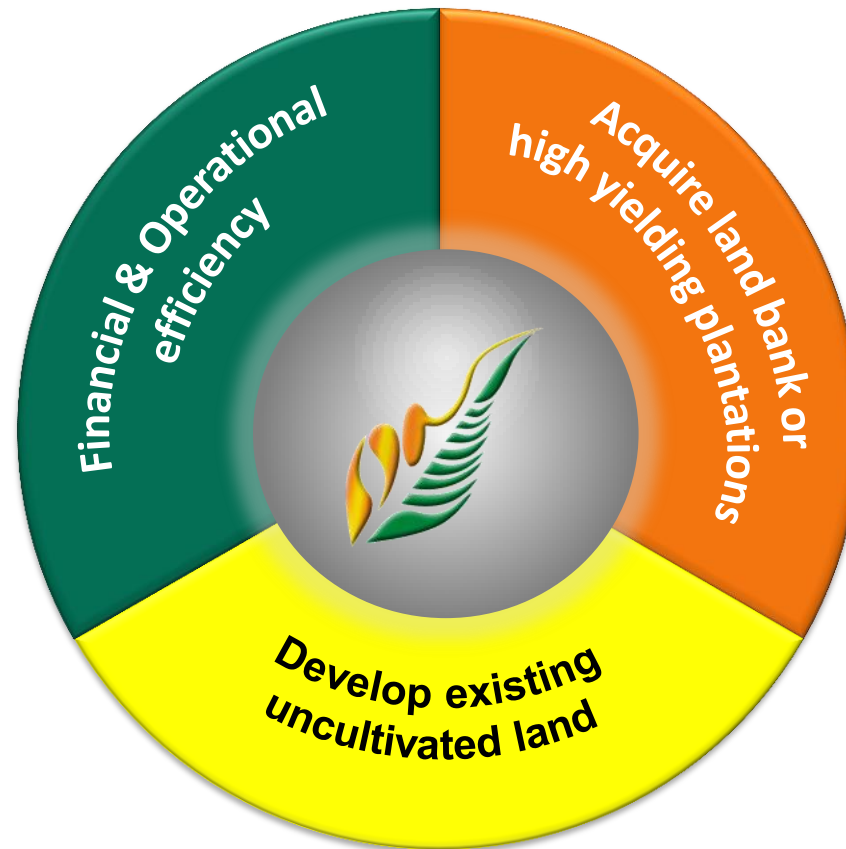 Financial & Operational
efficiency
Acquire land bank or
high yielding plantations
Develop existing
uncultivated land